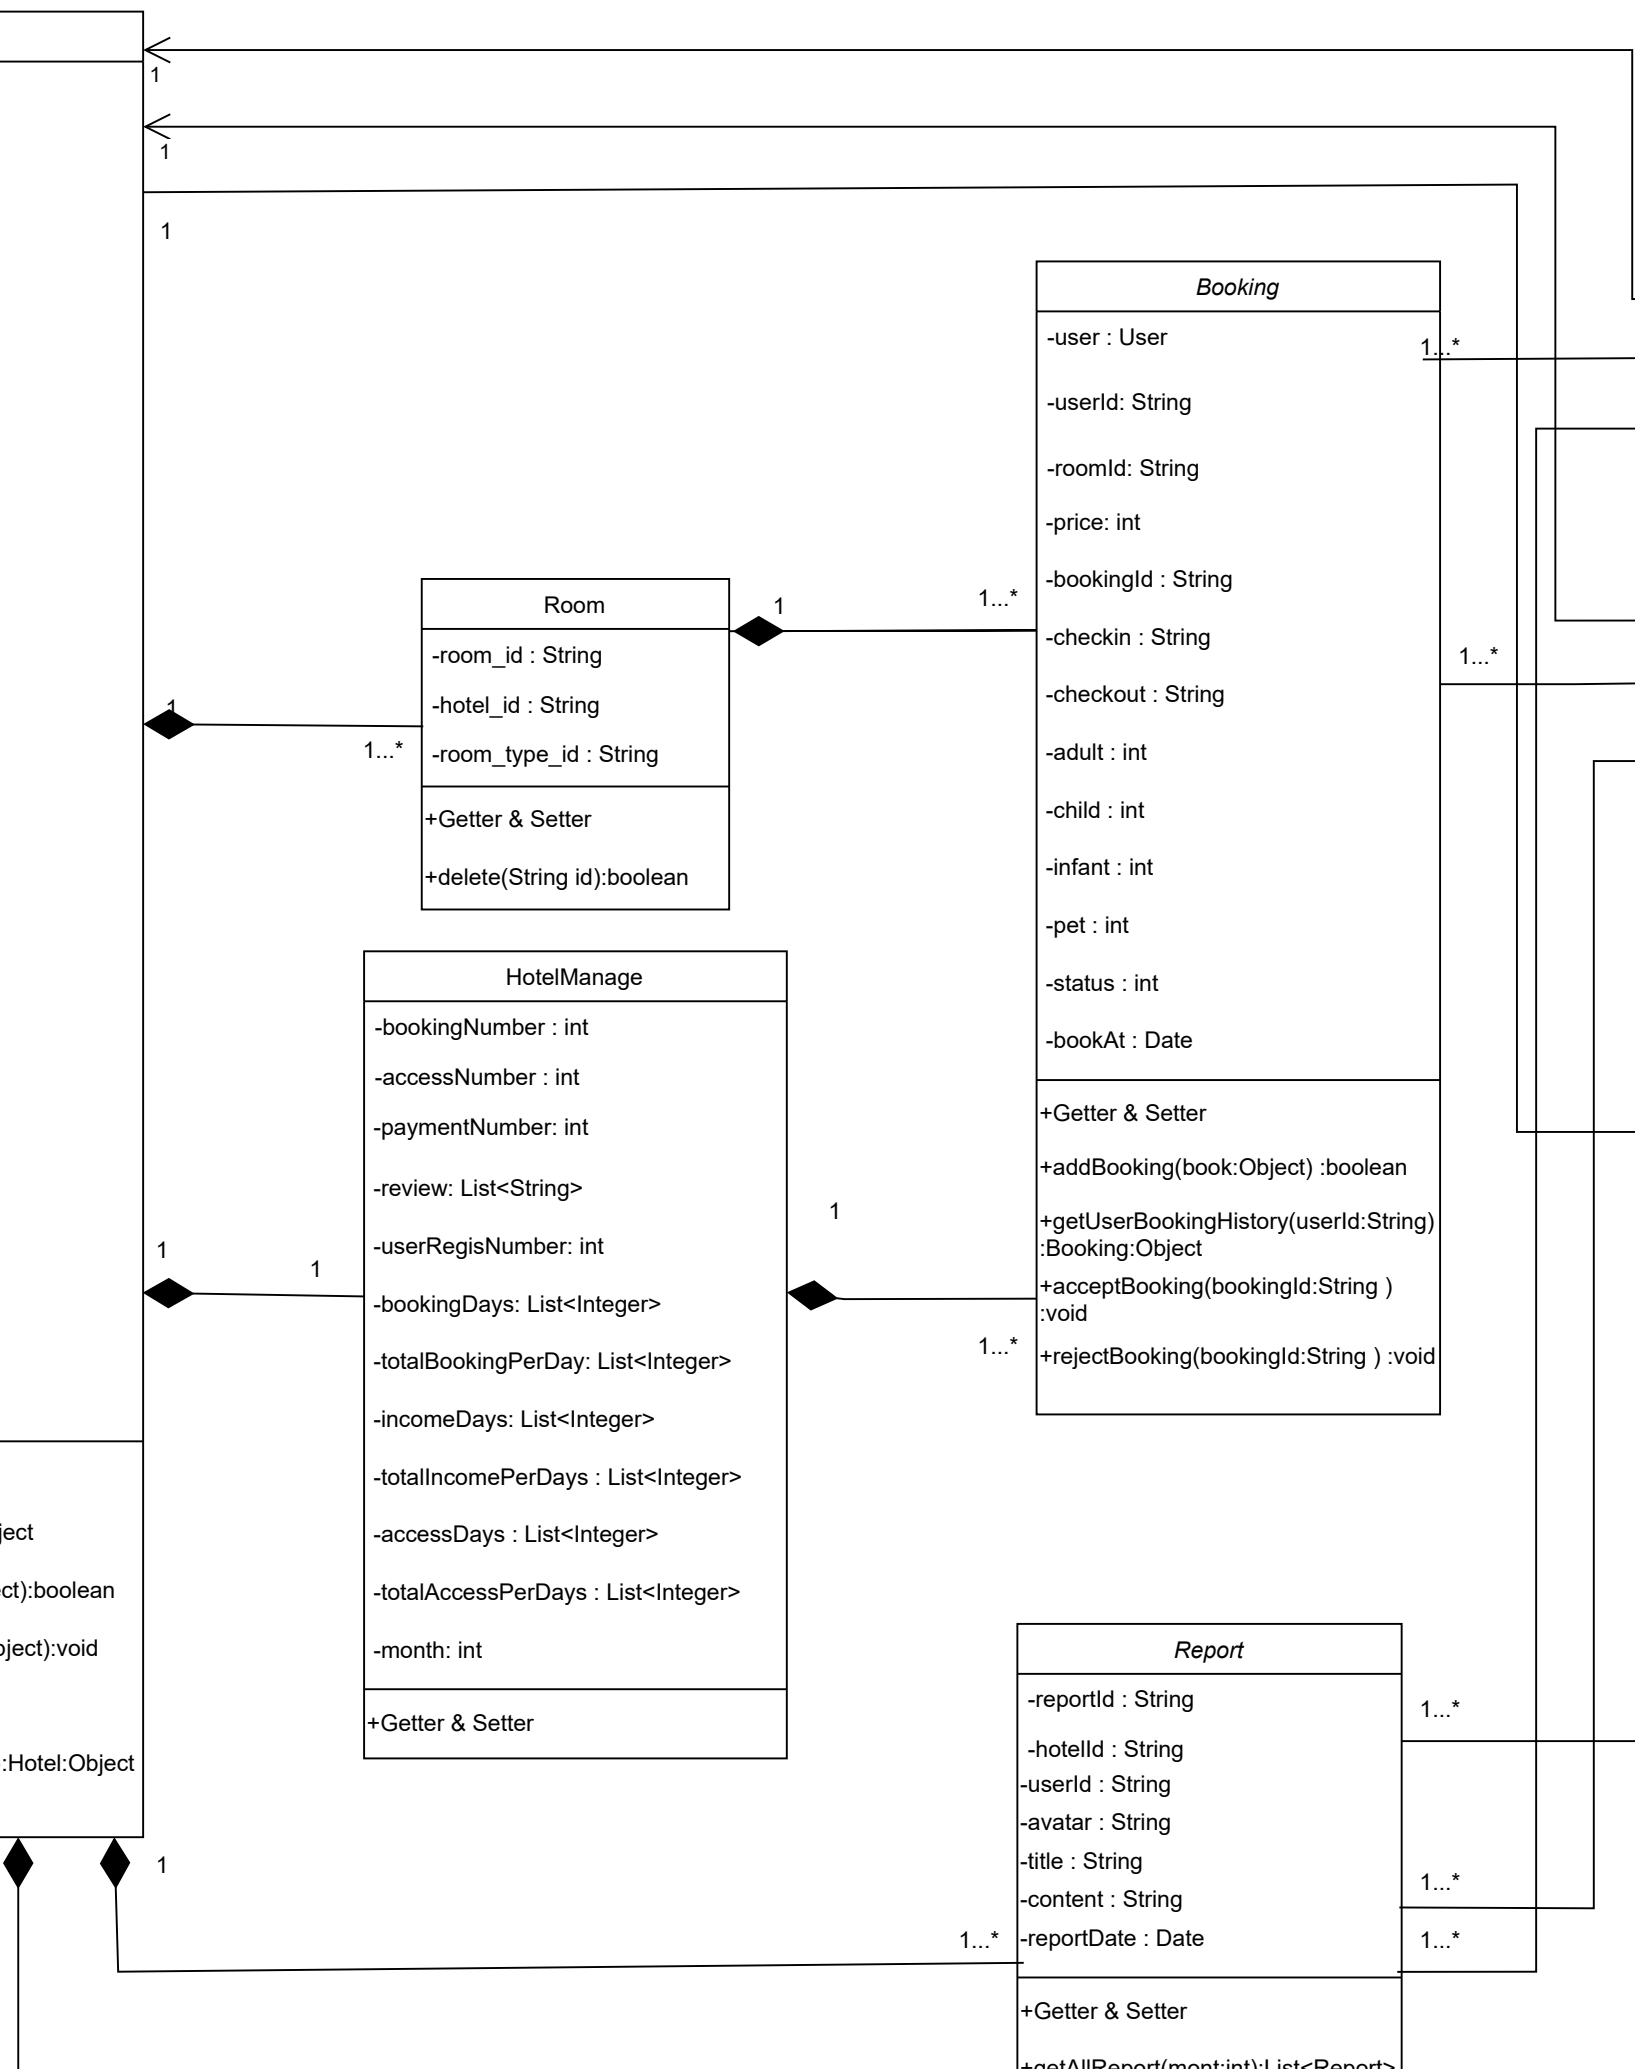 1
1
1
Booking
-user : User
1...*
-userId: String
-roomId: String
-price: int
-bookingId : String
-checkin : String
-checkout : String
-adult : int
-child : int
-infant : int
-pet : int
-status : int
-bookAt : Date
+Getter & Setter
+addBooking(book:Object) :boolean
+getUserBookingHistory(userId:String)
:Booking:Object
+acceptBooking(bookingId:String )
:void
+rejectBooking(bookingId:String ) :void
1...*
1
1...*
Room
-room_id : String
-hotel_id : String
-room_type_id : String
+Getter & Setter
+delete(String id):boolean
1
1...*
HotelManage
-bookingNumber : int
-accessNumber : int
-paymentNumber: int
-review: List<String>
-userRegisNumber: int
-bookingDays: List<Integer>
-totalBookingPerDay: List<Integer>
-incomeDays: List<Integer>
-totalIncomePerDays : List<Integer>
-accessDays : List<Integer>
-totalAccessPerDays : List<Integer>
-month: int
+Getter & Setter
1
1
1
1...*
ject
ct):boolean
ject):void
:Hotel:Object
1
1...*
Report
-reportId : String
-hotelId : String
-userId : String
-avatar : String
-title : String
-content : String
-reportDate : Date
+Getter & Setter
+getAllReport(mont:int):List<Report>
1...*
1...*
1...*